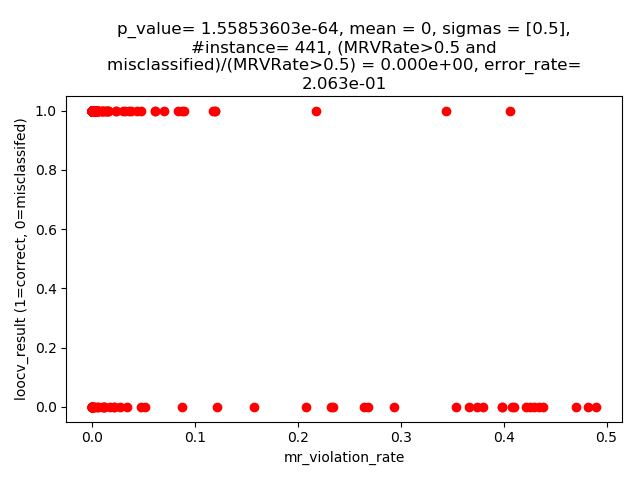 p_value= 1.55853603e-64, mean = 0, sigmas = [0.5],
#instance= 441, (MRVRate>0.5 and
misclassified)/(MRVRate>0.5) = 0.000e+00, error_rate=
2.063e-01
1.0
0.8
0.6
0.4
0.2
0.0
loocv_result (1=correct, 0=misclassifed)
0.0 0.1 0.2 0.3 0.4 0.5
mr_violation_rate